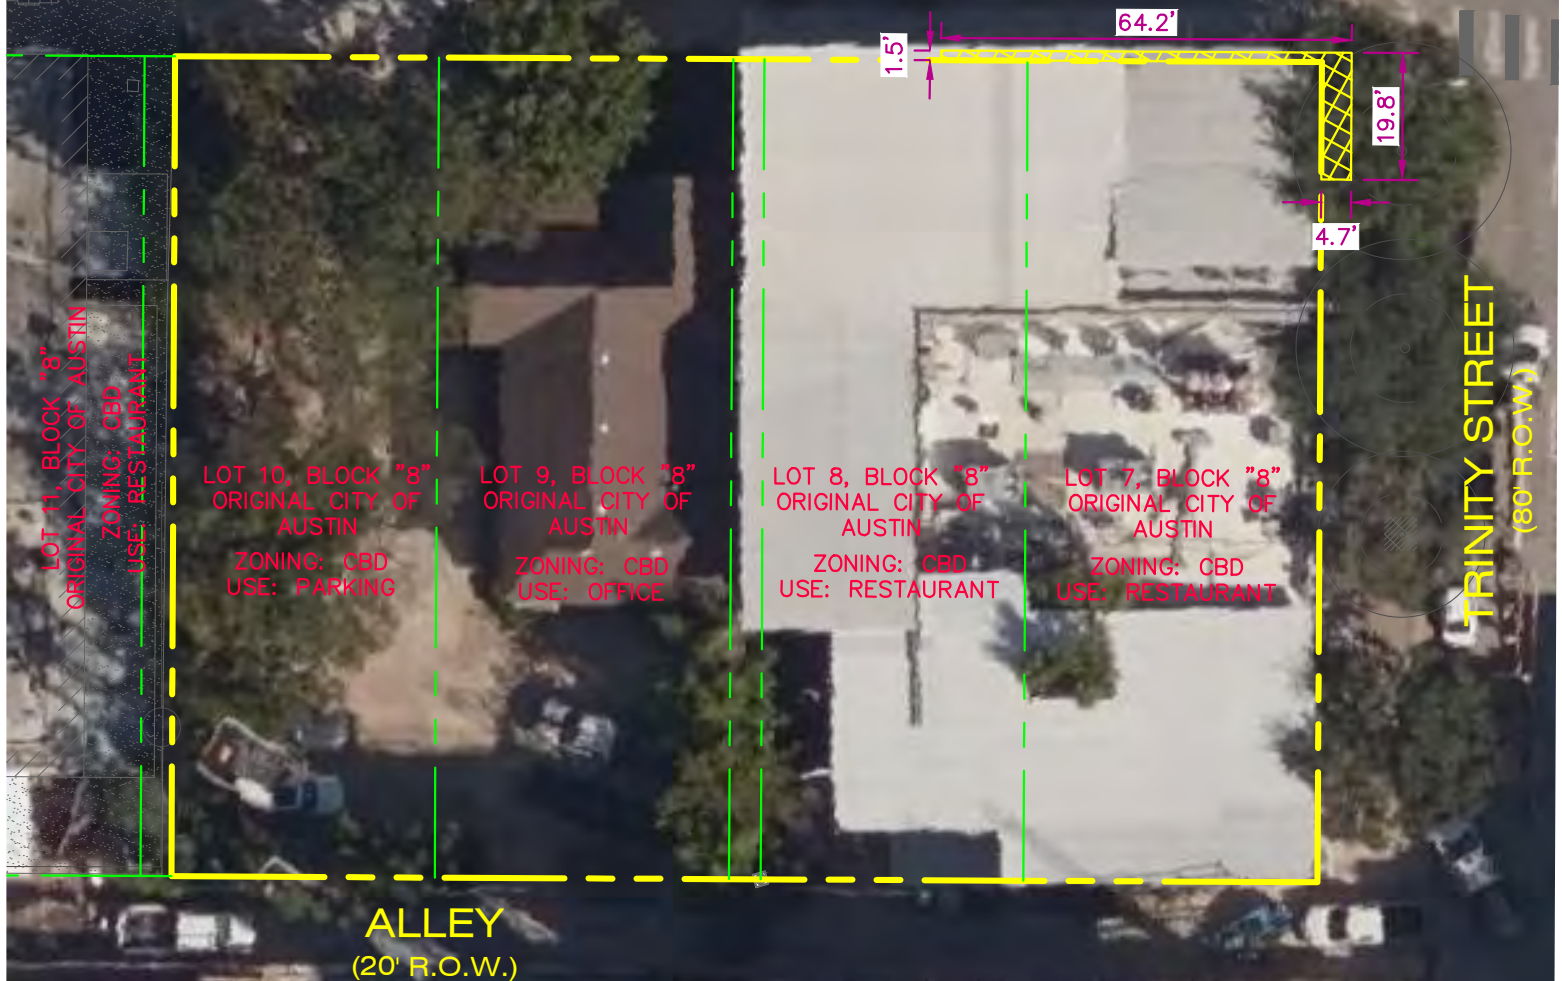 64.2'
1.5'
19.8'
4.7'
LOT 11, BLOCK "8"
ORIGINAL CITY OF AUSTIN
ZONING: CBD
USE: RESTAURANT
LOT 10, BLOCK "8"
ORIGINAL CITY OF
AUSTIN
ZONING: CBD
USE: PARKING
LOT 9, BLOCK "8"
ORIGINAL CITY OF
AUSTIN
ZONING: CBD
USE: OFFICE
LOT 8, BLOCK "8"
ORIGINAL CITY OF
AUSTIN
ZONING: CBD
USE: RESTAURANT
LOT 7, BLOCK "8"
ORIGINAL CITY OF
AUSTIN
ZONING: CBD
USE: RESTAURANT
TRINITY STREET
(80' R.O.W.)
ALLEY
(20' R.O.W.)